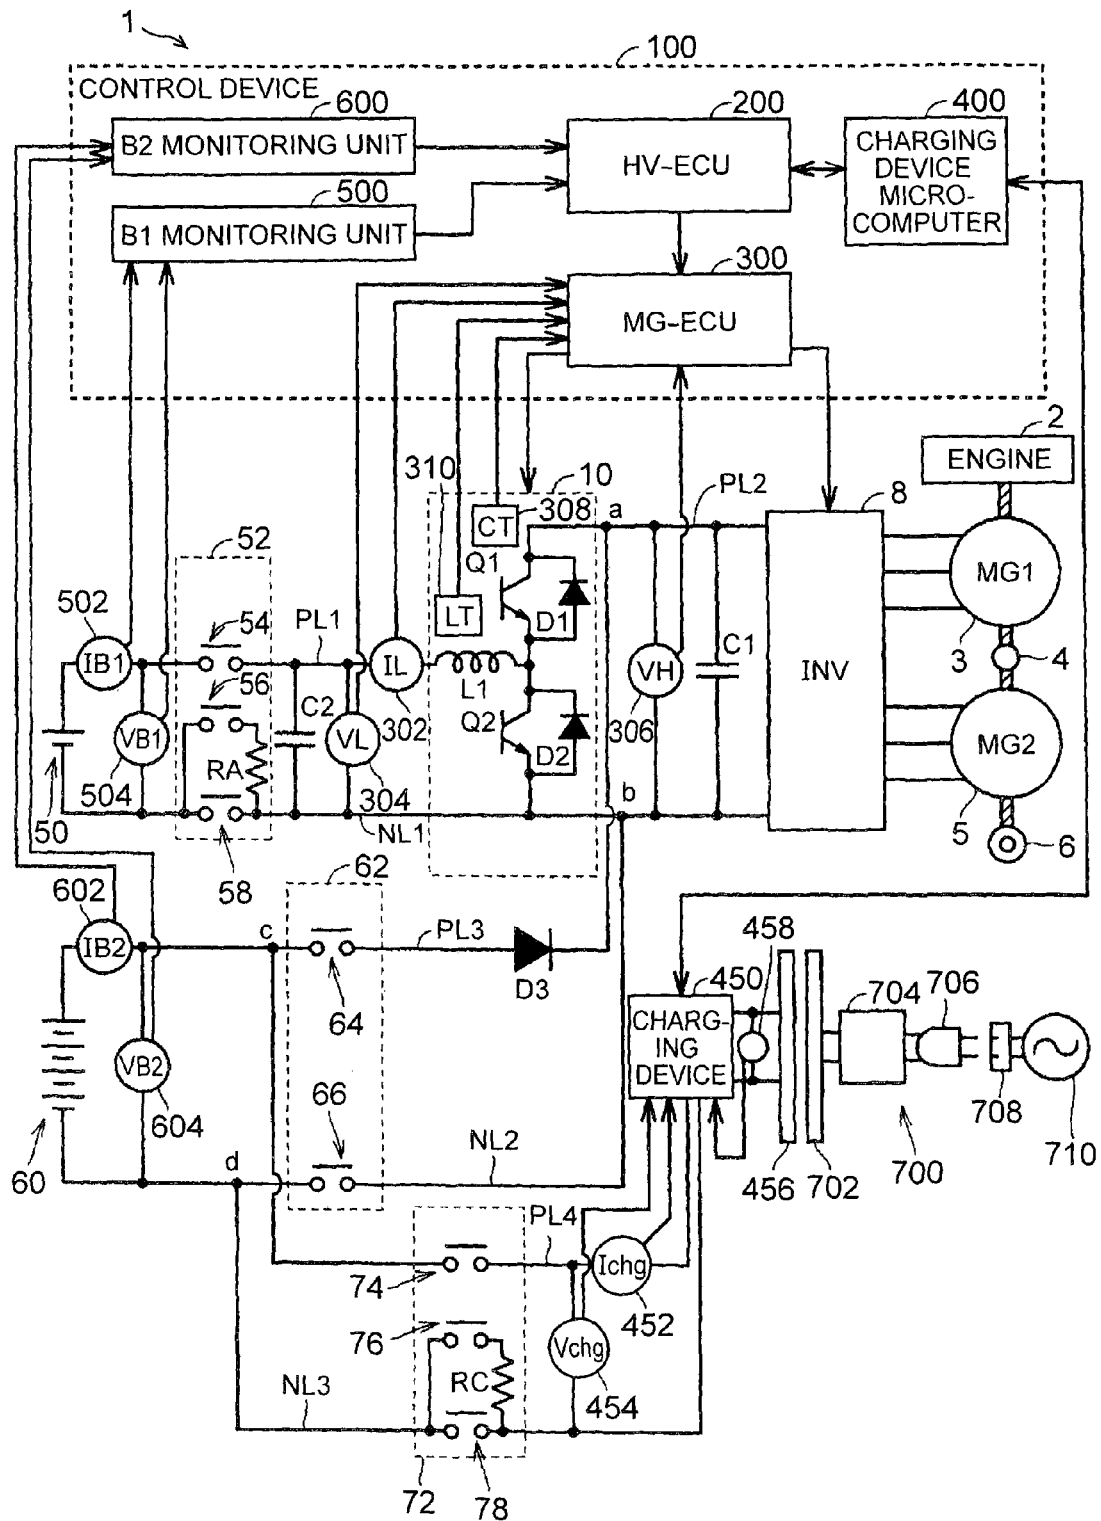 1
100
CONTROL DEVICE
600
B2 MONITORING UNIT
500
B1 MONITORING UNIT
200
HV-ECU
400
CHARGING
DEVICE
MICRO-
COMPUTER
300
MG-ECU
2
ENGINE
310
10
CT
308
a
PL2
8
52
502
54
PL1
Q1
D1
LT
MG1
3
4
IB1
IL
L1
VH
C1
INV
56
C2
302
Q2
306
VB1
RA
VL
D2
MG2
504
304
b
5
6
50
NL1
58
62
602
IB2
c
PL3
D3
64
458
450
CHARG-
ING
DEVICE
704
706
VB2
604
66
708
710
60
d
NL2
456
702
700
PL4
74
Ichg
452
76
Vchg
RC
454
NL3
72
78